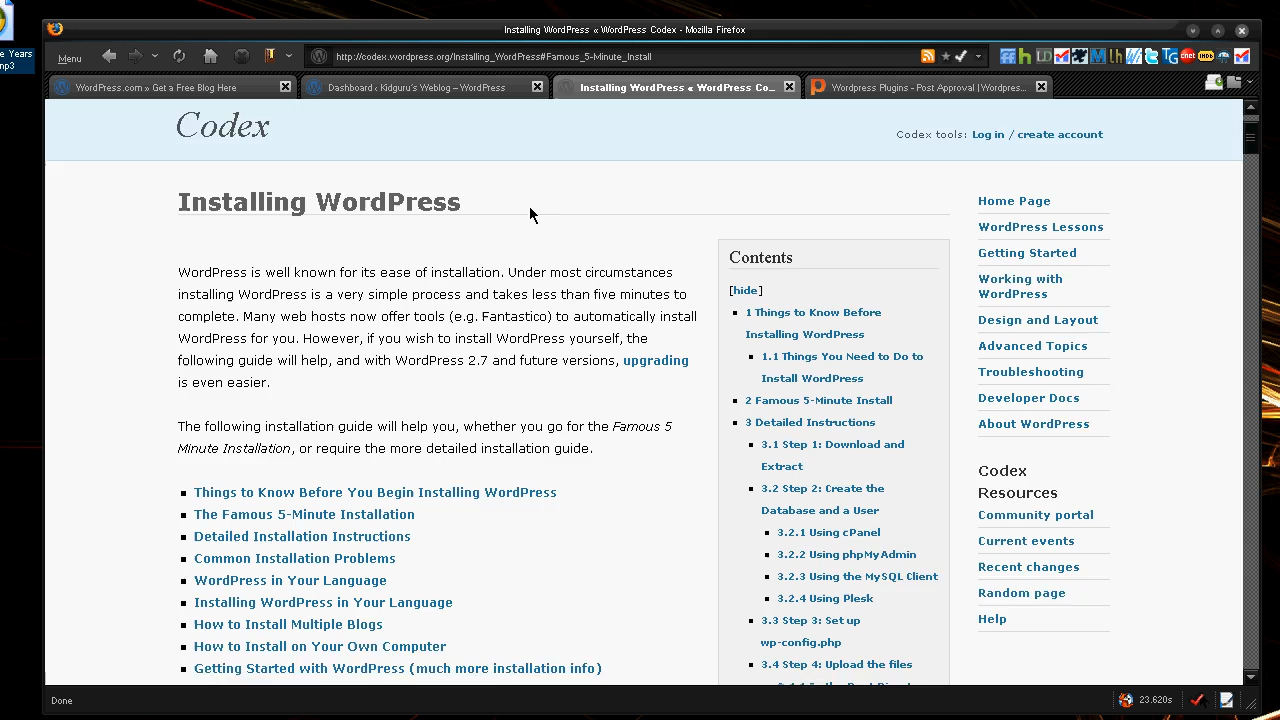 e Years
mp3
Installing WordPress « WordPress Codex - Mozilla Firefox
Menu
http://codex.wordpress.org/Installing_WordPress#Famous_5-Minute_Install
WordPress.com » Get a Free Blog Here
Dashboard ‹ Kidguru's Weblog — WordPress
Installing WordPress « WordPress Co...
Wordpress Plugins - Post Approval | Wordpres...
Codex
Codex tools: Log in / create account
Installing WordPress
WordPress is well known for its ease of installation. Under most circumstances
installing WordPress is a very simple process and takes less than five minutes to
complete. Many web hosts now offer tools (e.g. Fantastico) to automatically install
WordPress for you. However, if you wish to install WordPress yourself, the
following guide will help, and with WordPress 2.7 and future versions, upgrading
is even easier.
The following installation guide will help you, whether you go for the Famous 5
Minute Installation, or require the more detailed installation guide.
Things to Know Before You Begin Installing WordPress
The Famous 5-Minute Installation
Detailed Installation Instructions
Common Installation Problems
WordPress in Your Language
Installing WordPress in Your Language
How to Install Multiple Blogs
How to Install on Your Own Computer
Getting Started with WordPress (much more installation info)
Contents
[hide]
1 Things to Know Before
Installing WordPress
1.1 Things You Need to Do to
Install WordPress
2 Famous 5-Minute Install
3 Detailed Instructions
3.1 Step 1: Download and
Extract
3.2 Step 2: Create the
Database and a User
3.2.1 Using cPanel
3.2.2 Using phpMyAdmin
3.2.3 Using the MySQL Client
3.2.4 Using Plesk
3.3 Step 3: Set up
wp-config.php
3.4 Step 4: Upload the files
Home Page
WordPress Lessons
Getting Started
Working with
WordPress
Design and Layout
Advanced Topics
Troubleshooting
Developer Docs
About WordPress
Codex
Resources
Community portal
Current events
Recent changes
Random page
Help
Done
23.620s